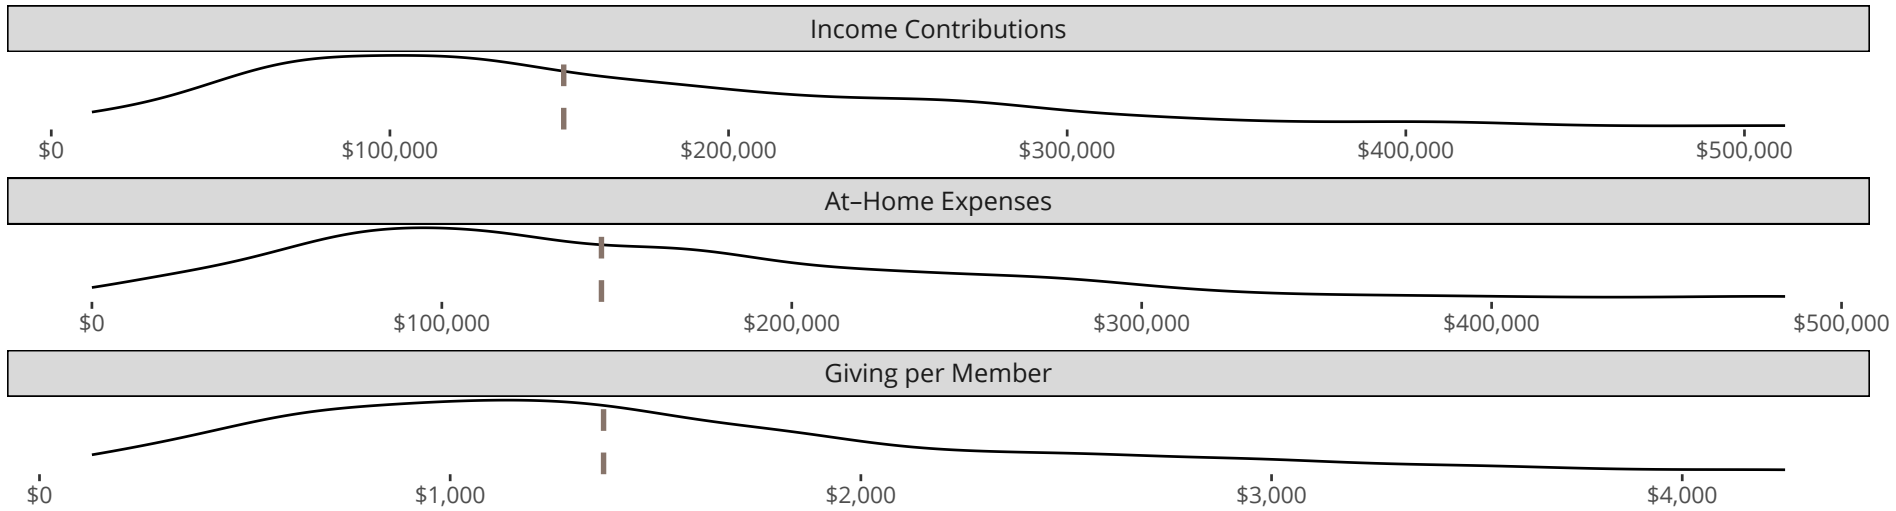 Income Contributions
$0 $100,000 $200,000 $300,000 $400,000 $500,000
At–Home Expenses
$0 $100,000 $200,000 $300,000 $400,000 $500,000
Giving per Member
$0 $1,000 $2,000 $3,000 $4,000